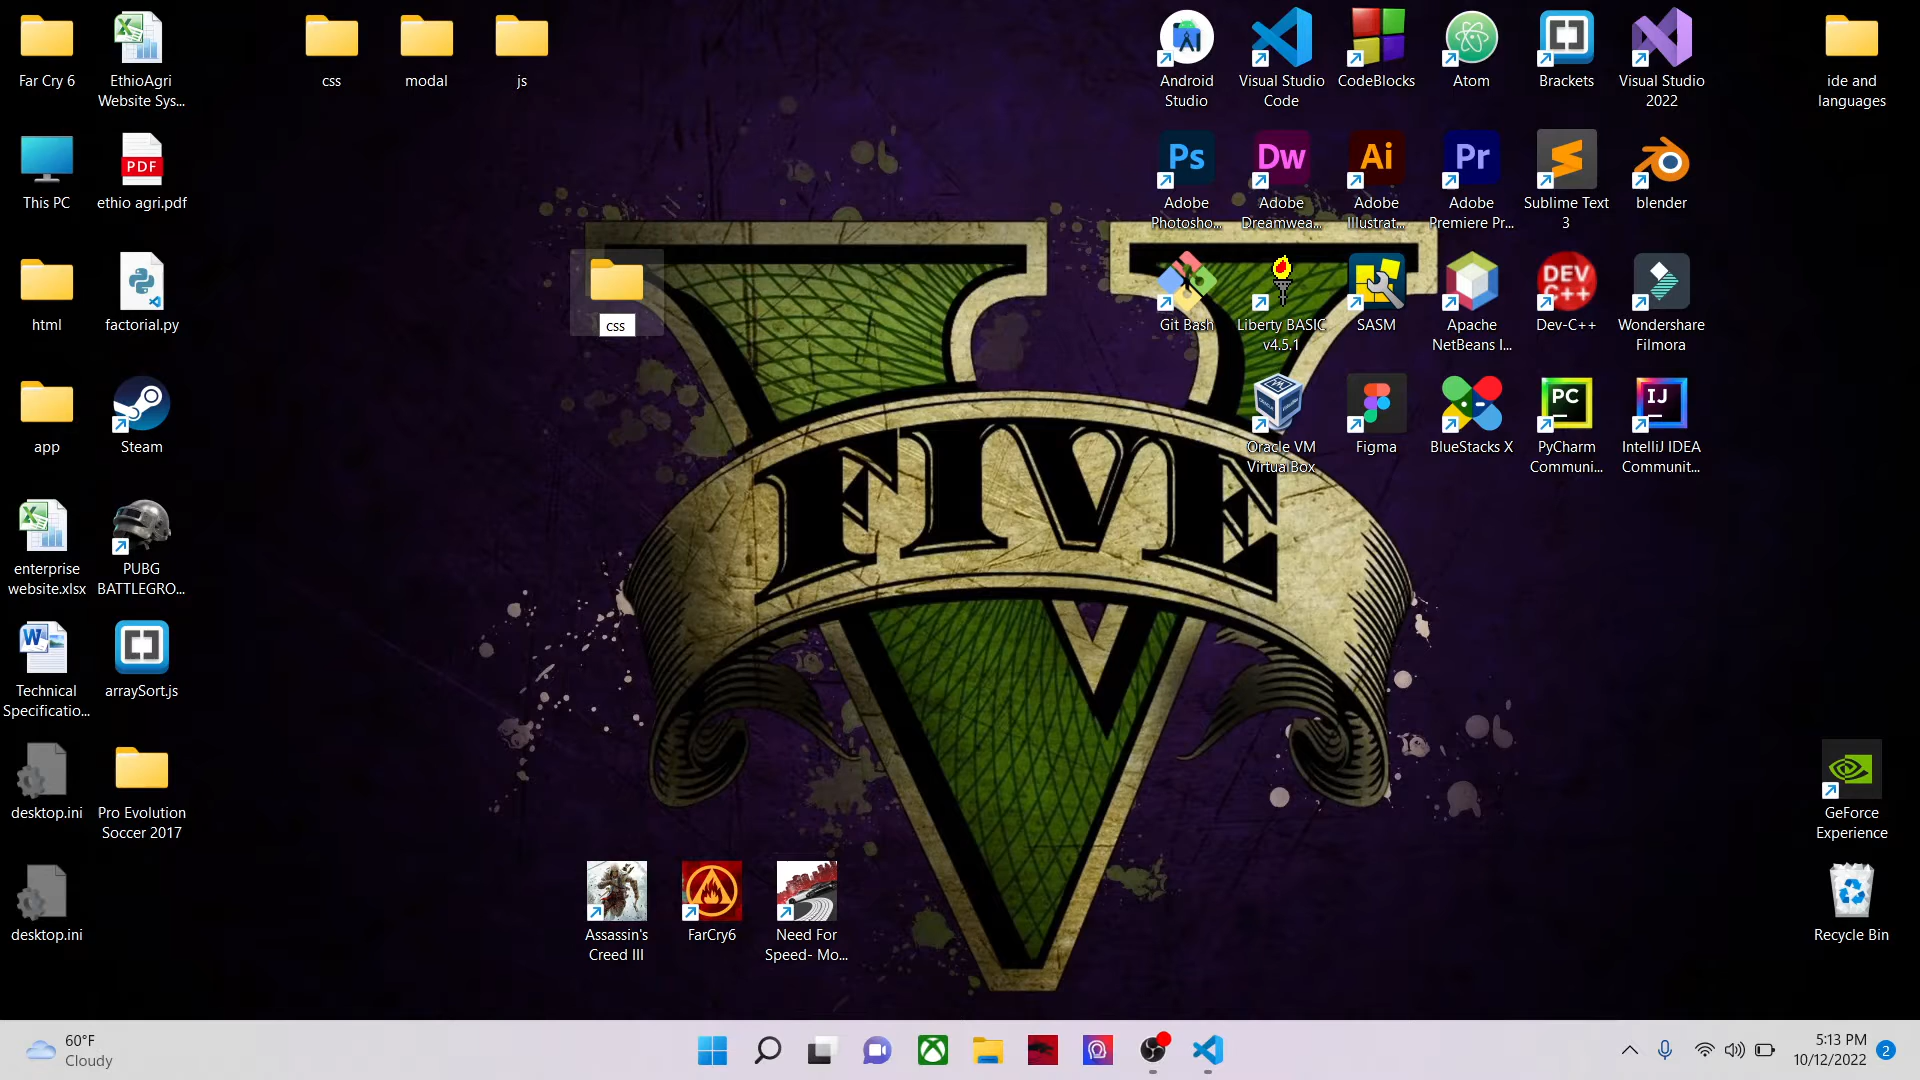 Far Cry 6
EthioAgri
Website Sys...
css
modal
js
Android
Studio
Visual Studio
Code
CodeBlocks
Atom
Brackets
Visual Studio
2022
ide and
languages
This PC
PDF
ethio agri.pdf
Ps
Adobe
Photosho...
Dw
Adobe
Dreamwea...
Ai
Adobe
Illustrat...
Pr
Adobe
Premiere Pr...
Sublime Text
3
blender
html
factorial.py
css
Git Bash
Liberty BASIC
v4.5.1
SASM
Apache
NetBeans I...
DEV
C++
Dev-C++
Wondershare
Filmora
app
Steam
Oracle VM
VirtualBox
Figma
BlueStacks X
PC
PyCharm
Communi...
IJ
IntelliJ IDEA
Communit...
FIVE
enterprise
website.xlsx
PUBG
BATTLEGRO...
Technical
Specificatio...
arraySort.js
desktop.ini
Pro Evolution
Soccer 2017
GeForce
Experience
desktop.ini
Assassin's
Creed III
FarCry6
Need For
Speed- Mo...
Recycle Bin
60°F
Cloudy
5:13 PM
10/12/2022
2